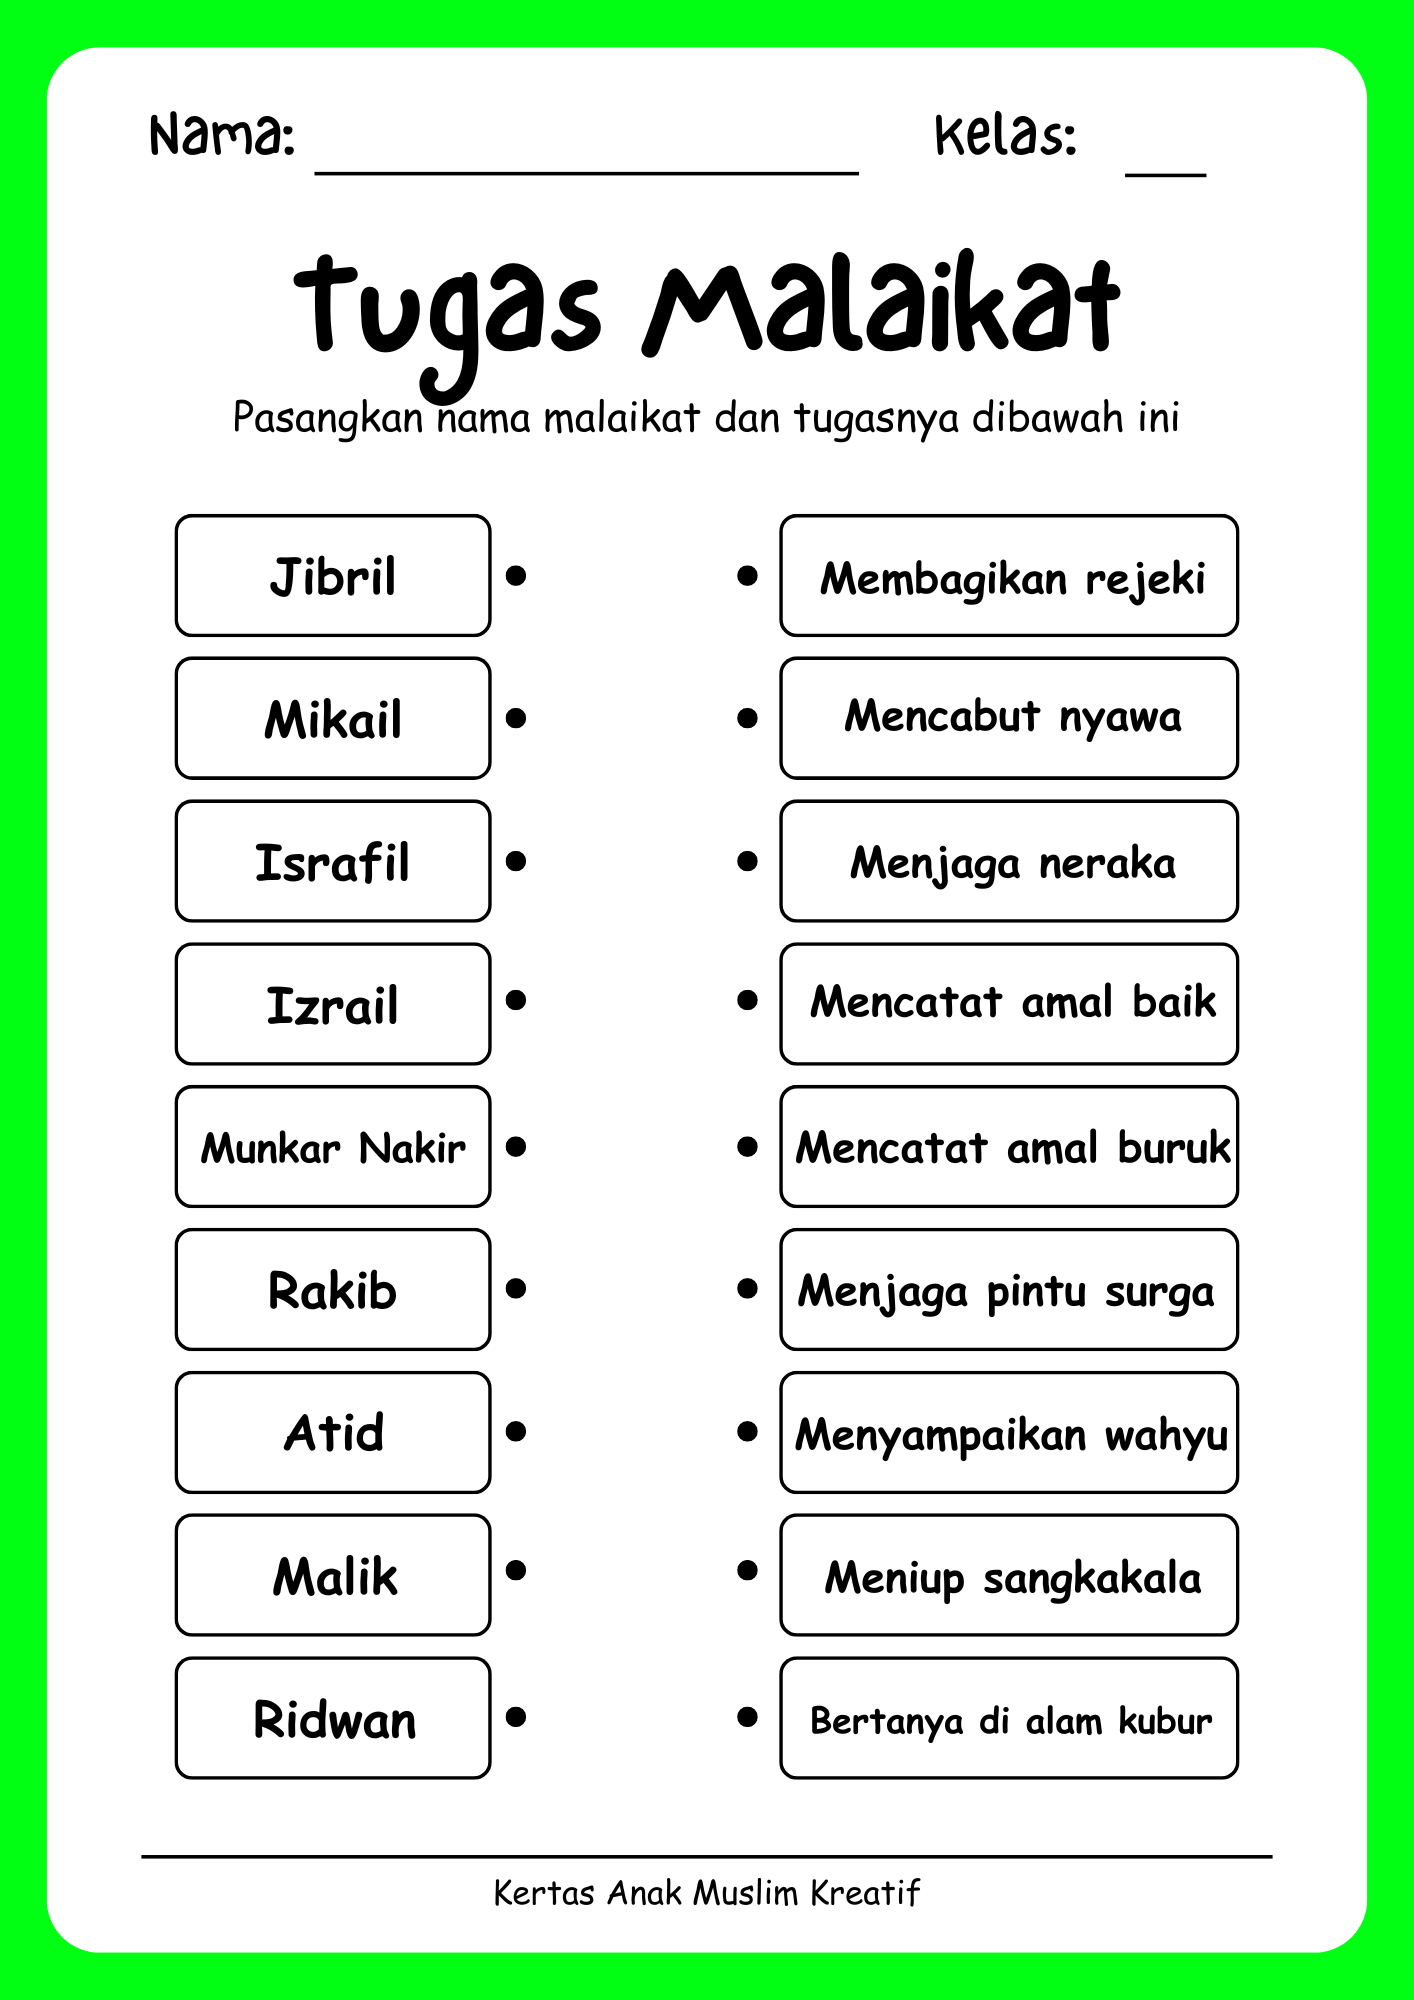 Nama: Kelas:
Tugas Malaikat
Pasangkan nama malaikat dan tugasnya dibawah ini
Jibril
Membagikan rejeki
Mikail
Mencabut nyawa
Israfil
Menjaga neraka
Izrail
Mencatat amal baik
Munkar Nakir
Mencatat amal buruk
Rakib
Menjaga pintu surga
Atid
Menyampaikan wahyu
Malik
Meniup sangkakala
Ridwan
Bertanya di alam kubur
Kertas Anak Muslim Kreatif